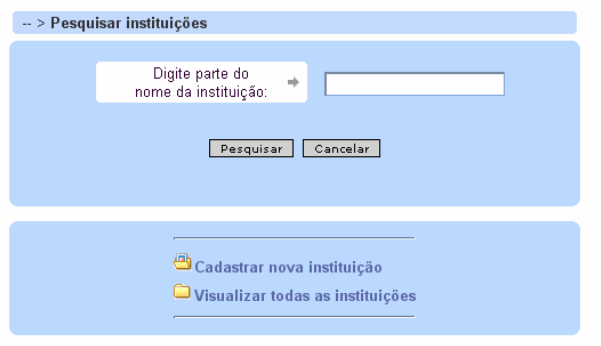 -- > Pesquisar instituições
Digite parte do
nome da instituição:
Pesquisar Cancelar
Cadastrar nova instituição
Visualizar todas as instituições